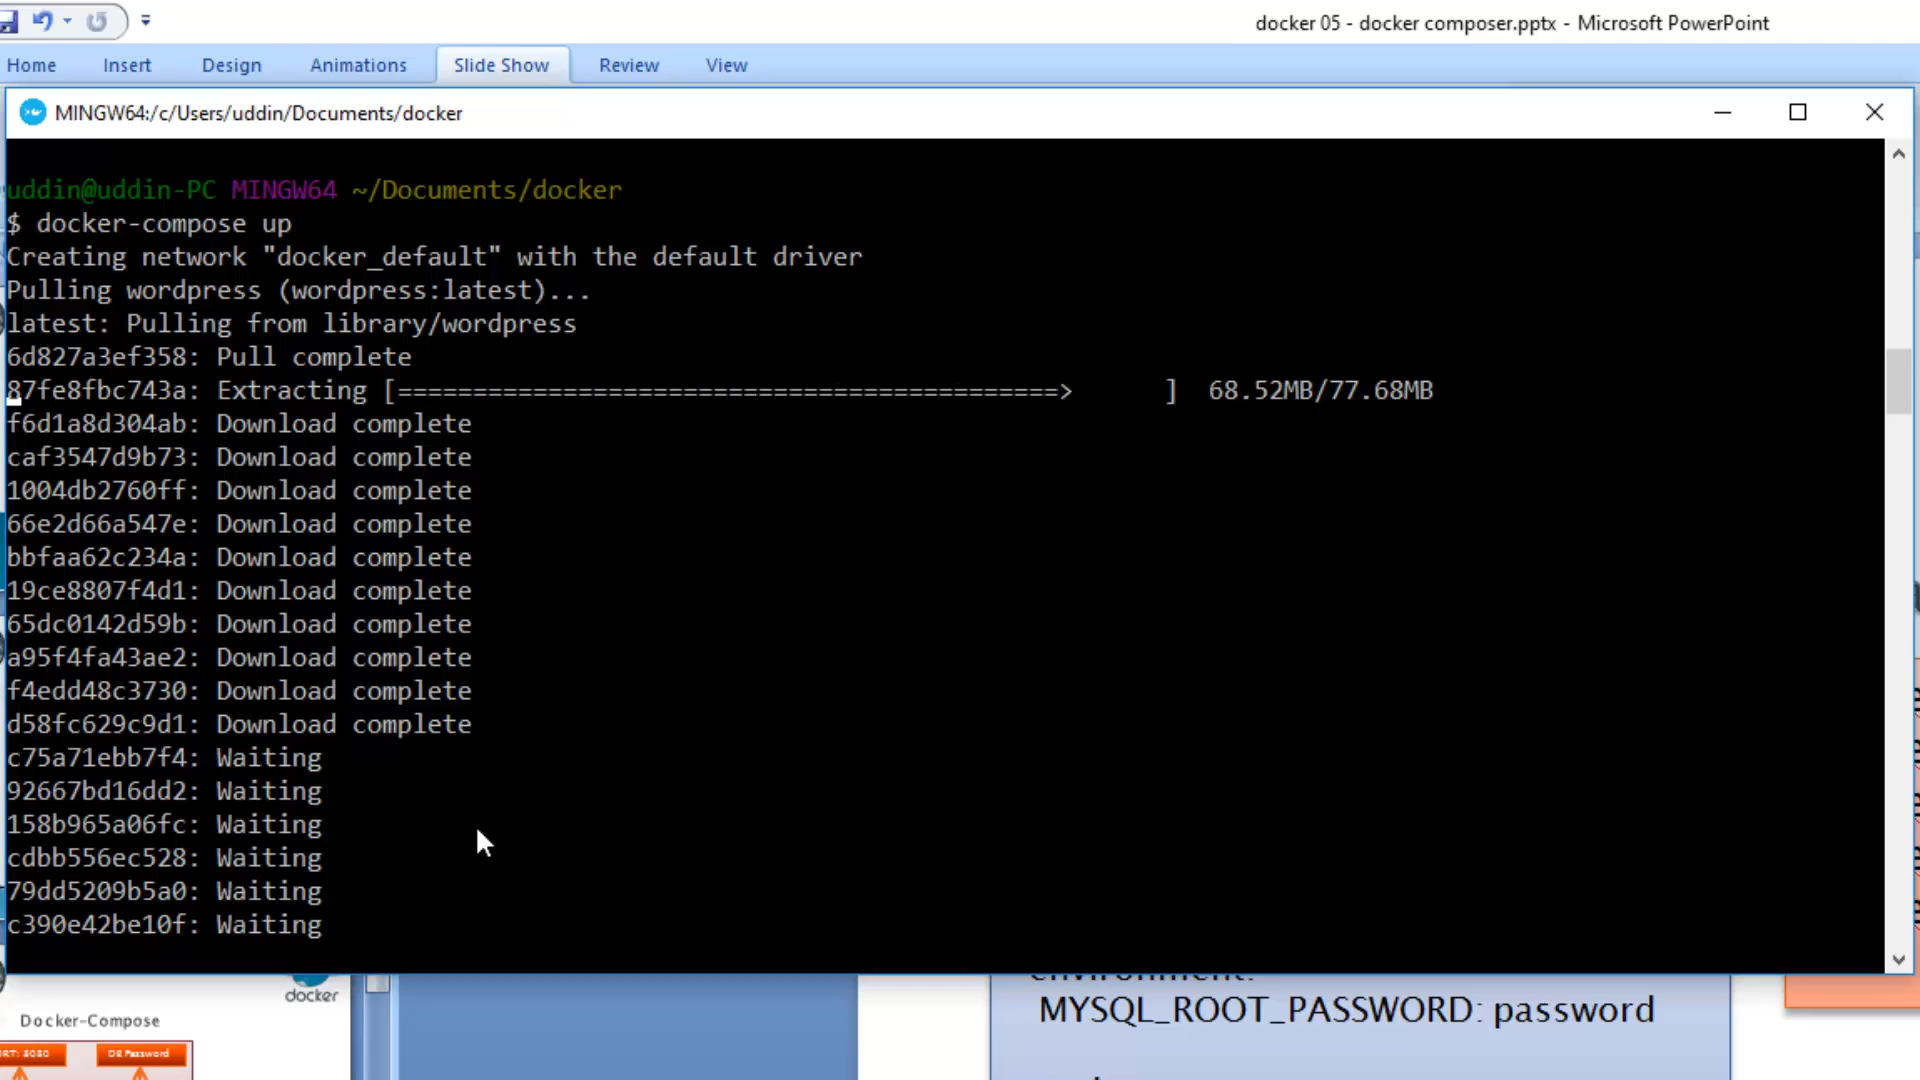 docker 05 - docker composer.pptx - Microsoft PowerPoint
Home Insert Design Animations Slide Show Review View
MINGW64:/c/Users/uddin/Documents/docker
uddin@uddin-PC MINGW64 ~/Documents/docker
$ docker-compose up
Creating network "docker_default" with the default driver
Pulling wordpress (wordpress:latest)...
latest: Pulling from library/wordpress
6d827a3ef358: Pull complete
87fe8fbc743a: Extracting [============================================> ] 68.52MB/77.68MB
f6d1a8d304ab: Download complete
caf3547d9b73: Download complete
1004db2760ff: Download complete
66e2d66a547e: Download complete
bbfaa62c234a: Download complete
19ce8807f4d1: Download complete
65dc0142d59b: Download complete
a95f4fa43ae2: Download complete
f4edd48c3730: Download complete
d58fc629c9d1: Download complete
c75a71ebb7f4: Waiting
92667bd16dd2: Waiting
158b965a06fc: Waiting
cdbb556ec528: Waiting
79dd5209b5a0: Waiting
c390e42be10f: Waiting
environment:
MYSQL_ROOT_PASSWORD: password
docker
Docker-Compose
DB Password